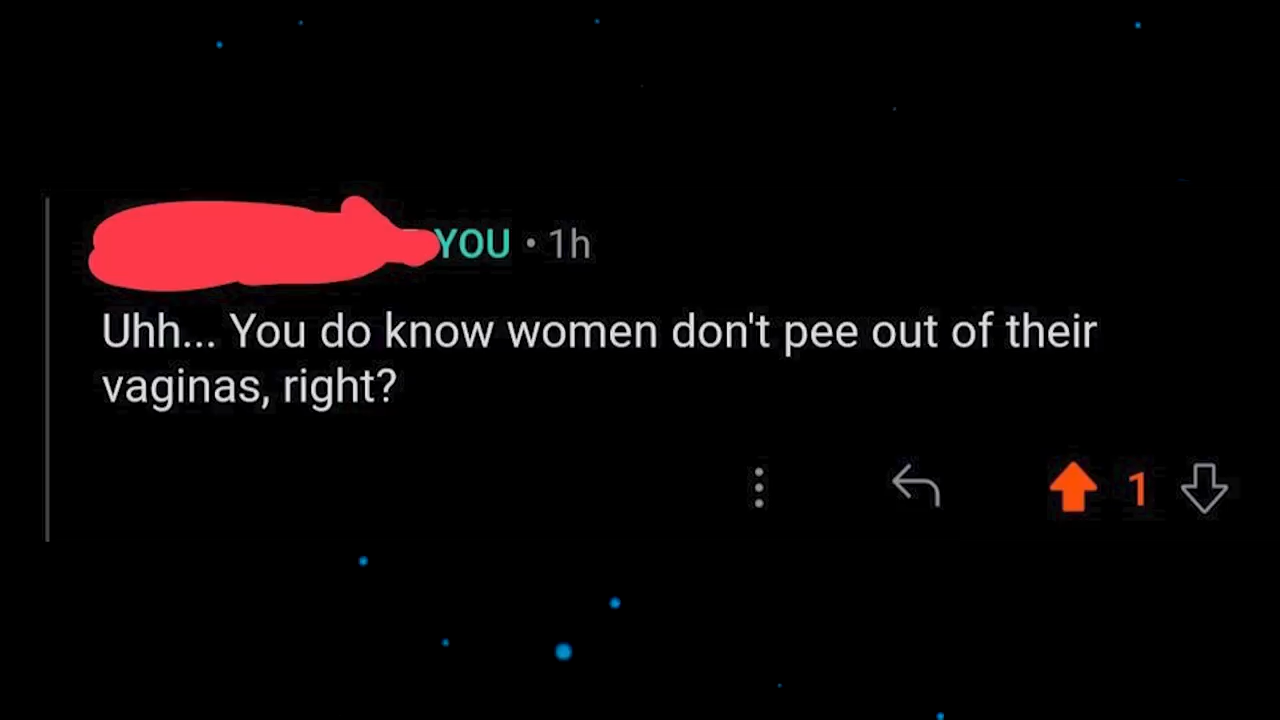 YOU • 1h
Uhh... You do know women don't pee out of their
vaginas, right?
1